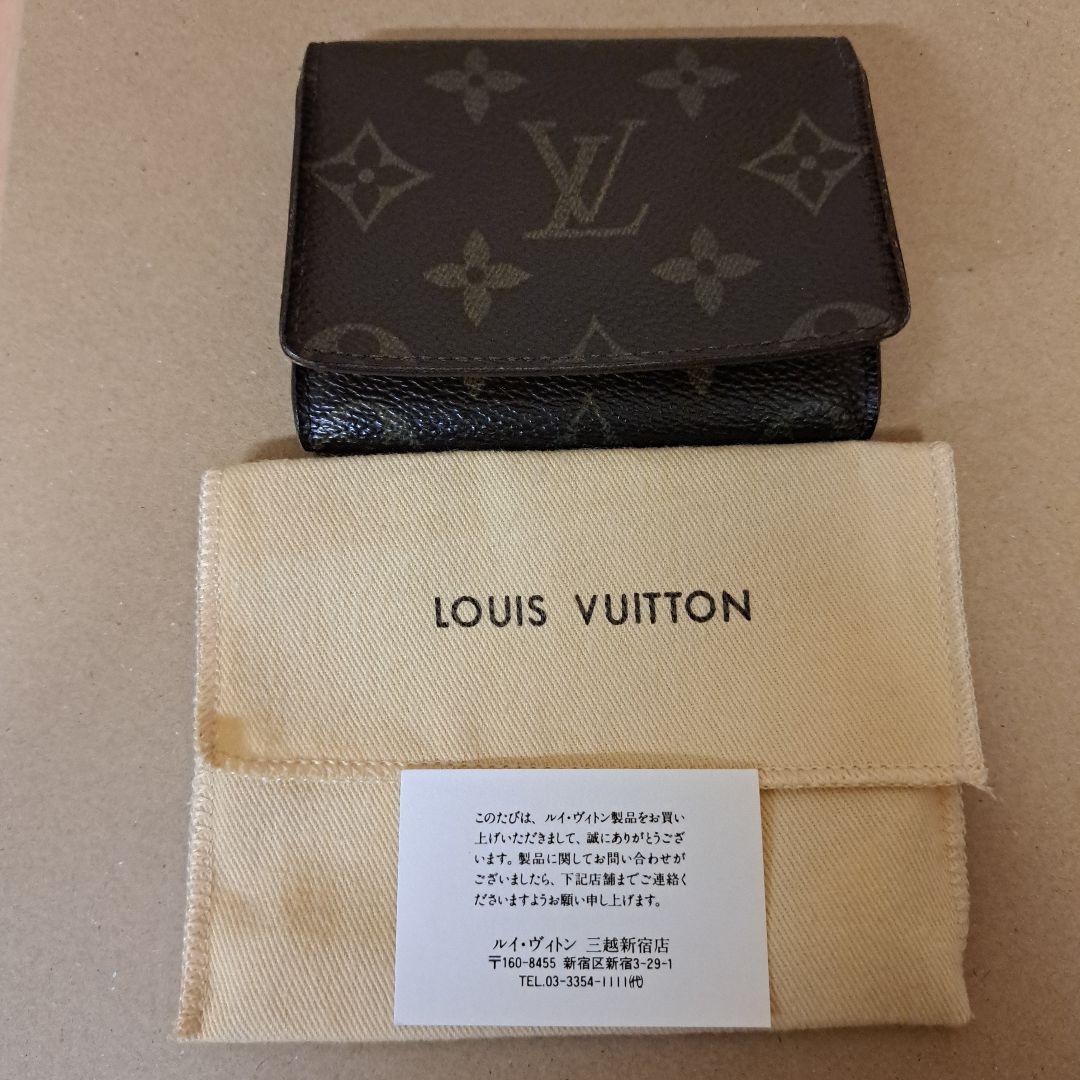 LV
LOUIS VUITTON
このたびは、ルイ・ヴィトン製品をお買い
上げいただきまして、誠にありがとうござ
います。製品に関してお問い合わせが
ございましたら、下記店舗までご連絡く
ださいますようお願い申し上げます。
ルイ・ヴィトン 三越新宿店
〒160-8455 新宿区新宿3-29-1
TEL.03-3354-1111㈹